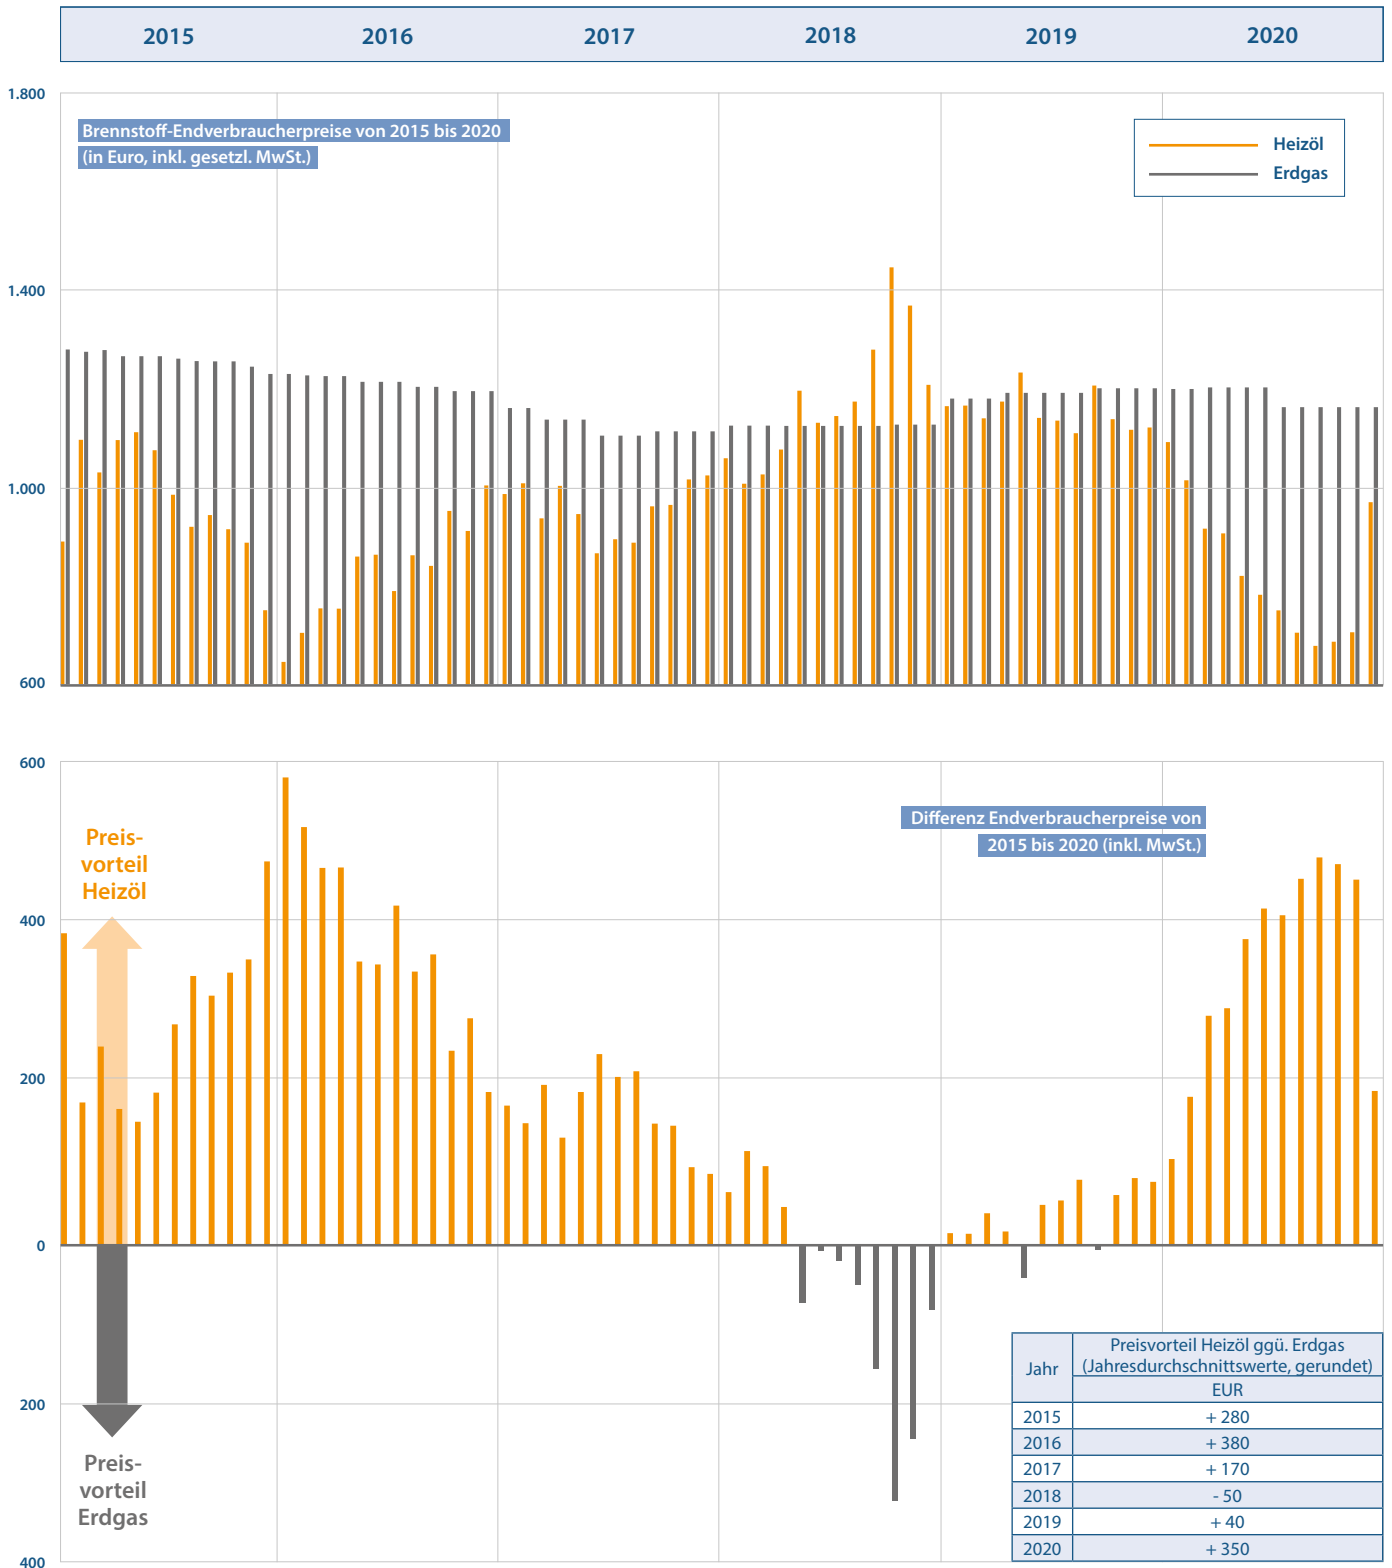 2015 2016 2017 2018 2019 2020
1.800
Brennstoff-Endverbraucherpreise von 2015 bis 2020
(in Euro, inkl. gesetzl. MwSt.)
Heizöl
Erdgas
1.400
1.000
600
600
Differenz Endverbraucherpreise von
2015 bis 2020 (inkl. MwSt.)
Preis-
vorteil
Heizöl
400
200
0
200
Preis-
vorteil
Erdgas
400
Jahr
Preisvorteil Heizöl ggü. Erdgas
(Jahresdurchschnittswerte, gerundet)
EUR
2015 + 280
2016 + 380
2017 + 170
2018 - 50
2019 + 40
2020 + 350